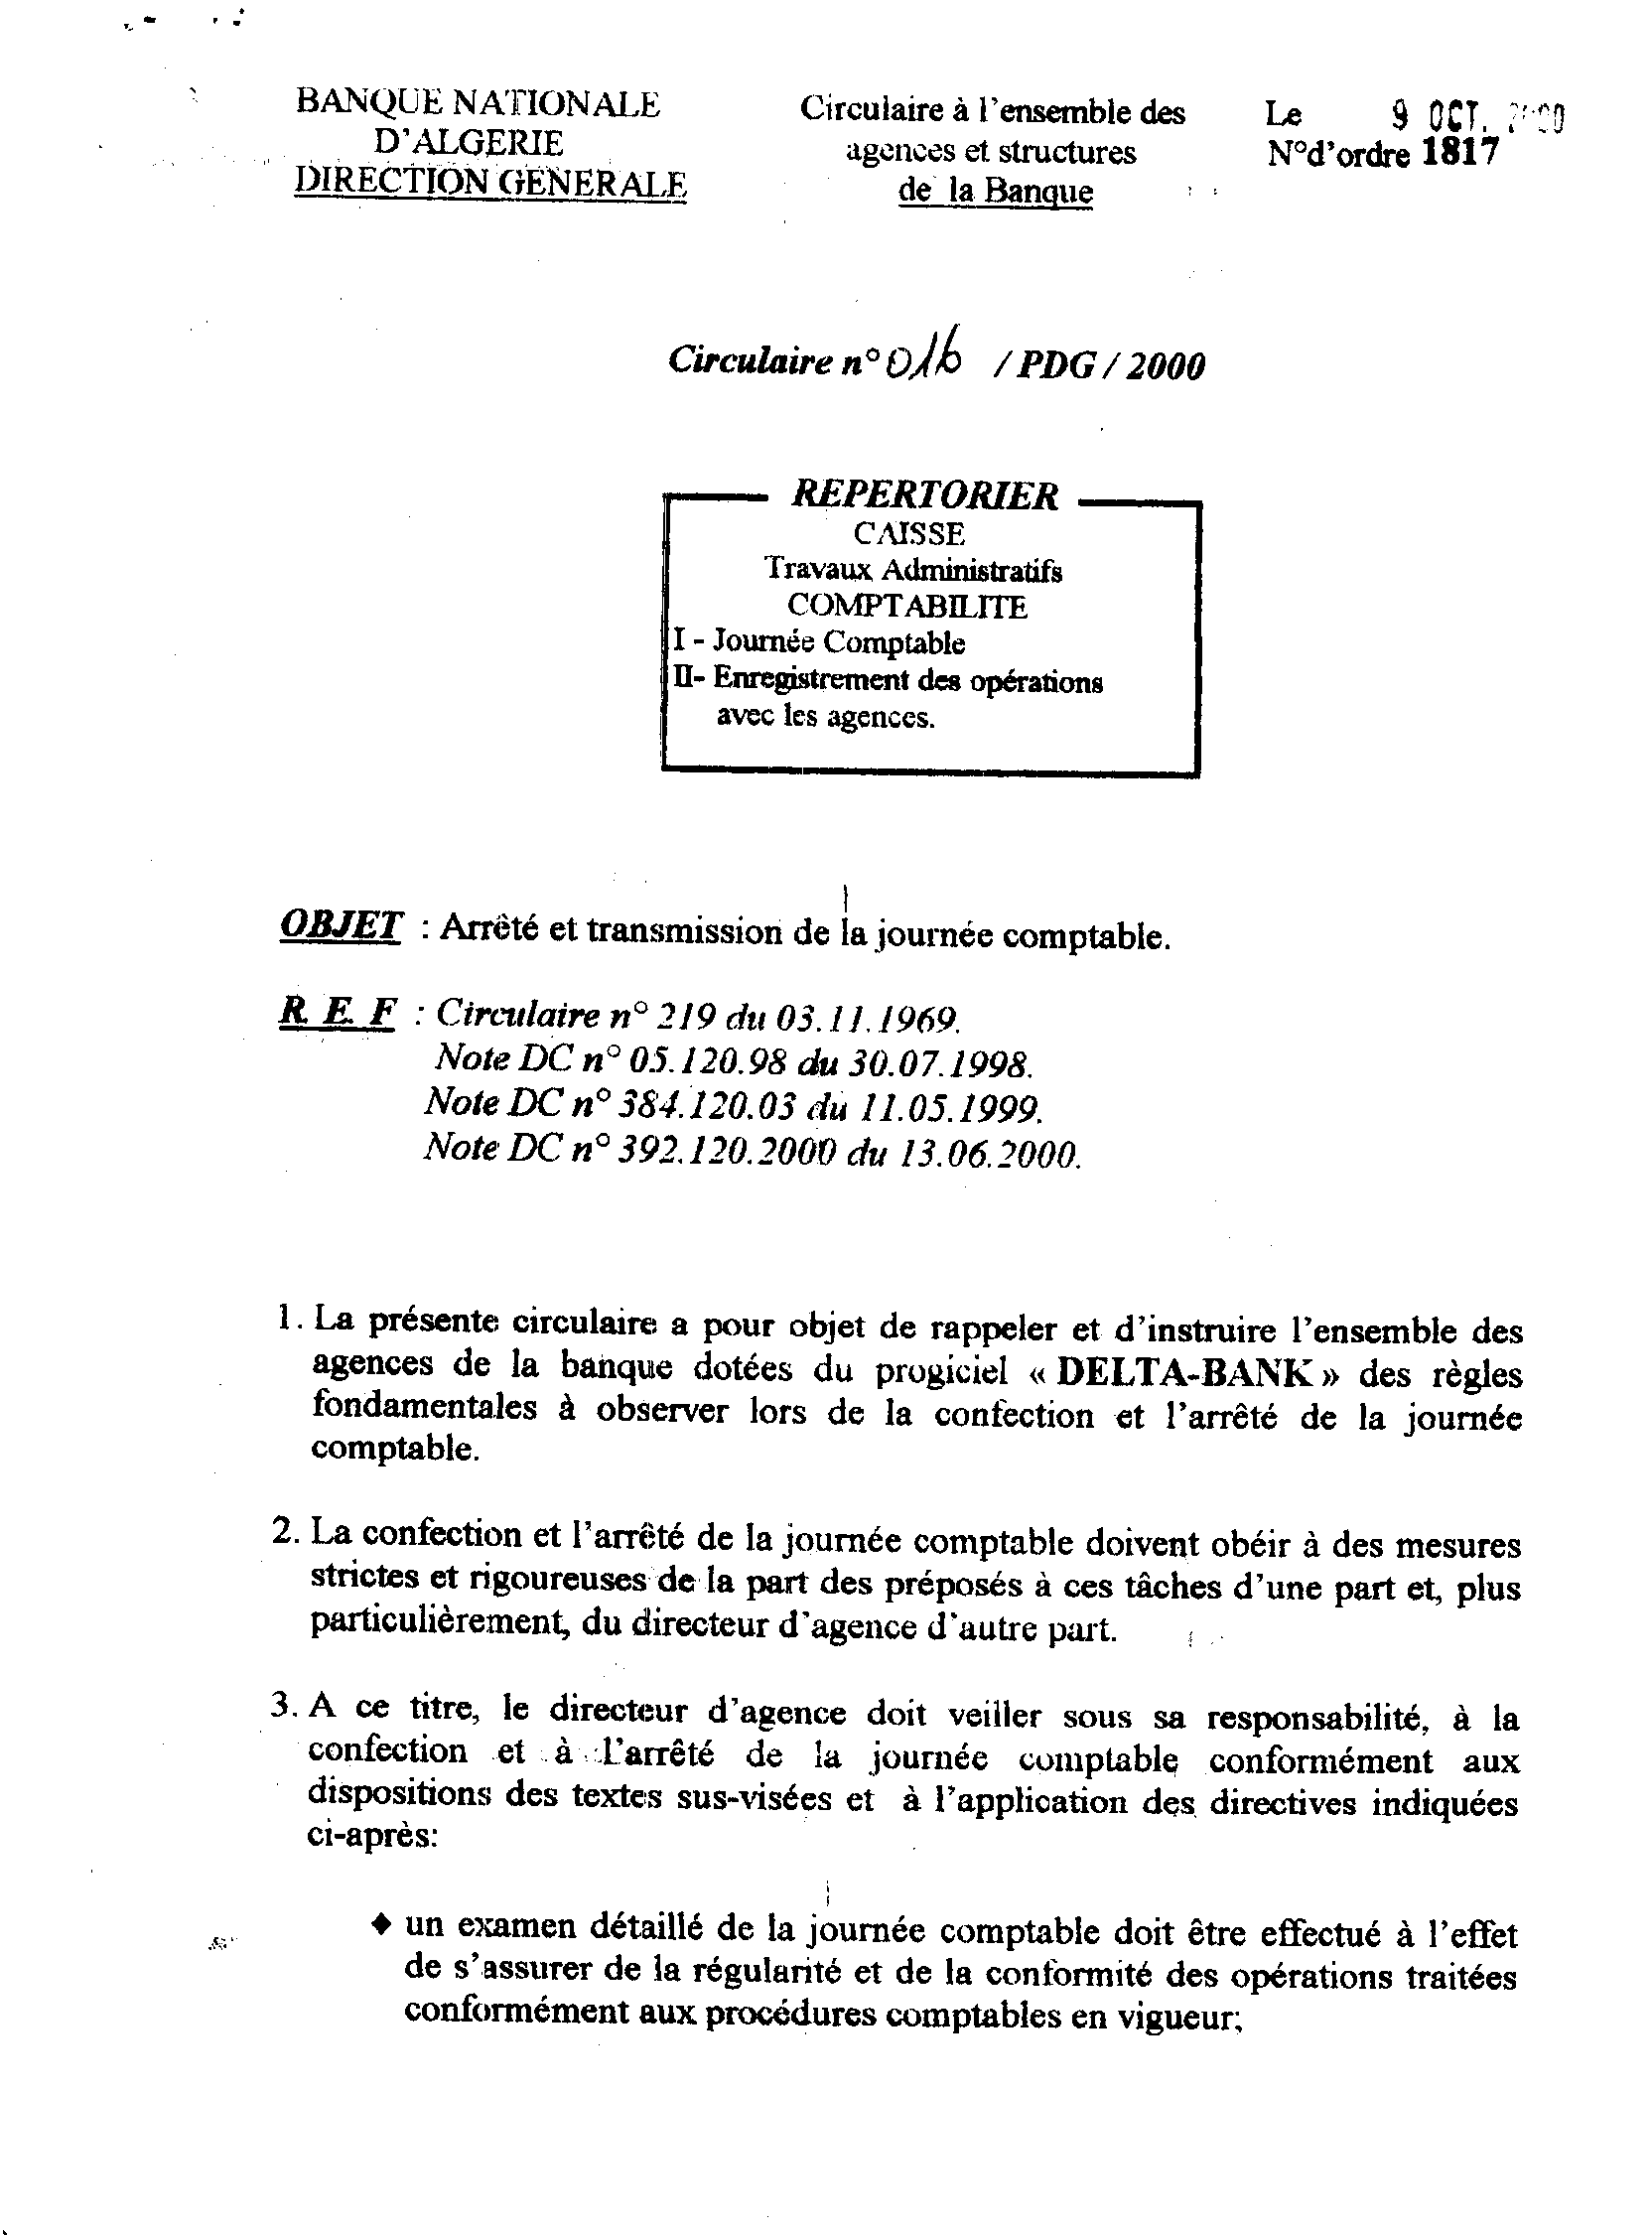 BANQUE NATIONALE
D'ALGERIE
DIRECTION GENERALE
Circulaire à l'ensemble des
agences et structures
de la Banque
Le 9 OCT. 2000
N°d'ordre 1817
Circulaire n° 016 / PDG / 2000
REPERTORIER
CAISSE
Travaux Administratifs
COMPTABILITE
I - Journée Comptable
II- Enregistrement des opérations
avec les agences.
OBJET : Arrêté et transmission de la journée comptable.
R E F : Circulaire n° 219 du 03.11.1969.
Note DC n° 05.120.98 du 30.07.1998.
Note DC n° 384.120.03 du 11.05.1999.
Note DC n° 392.120.2000 du 13.06.2000.
1. La présente circulaire a pour objet de rappeler et d'instruire l'ensemble des
agences de la banque dotées du progiciel « DELTA-BANK » des règles
fondamentales à observer lors de la confection et l'arrêté de la journée
comptable.
2. La confection et l'arrêté de la journée comptable doivent obéir à des mesures
strictes et rigoureuses de la part des préposés à ces tâches d'une part et, plus
particulièrement, du directeur d'agence d'autre part.
3. A ce titre, le directeur d'agence doit veiller sous sa responsabilité, à la
confection et à l'arrêté de la journée comptable conformément aux
dispositions des textes sus-visées et à l'application des directives indiquées
ci-après:
♦ un examen détaillé de la journée comptable doit être effectué à l'effet
de s'assurer de la régularité et de la conformité des opérations traitées
conformément aux procédures comptables en vigueur;